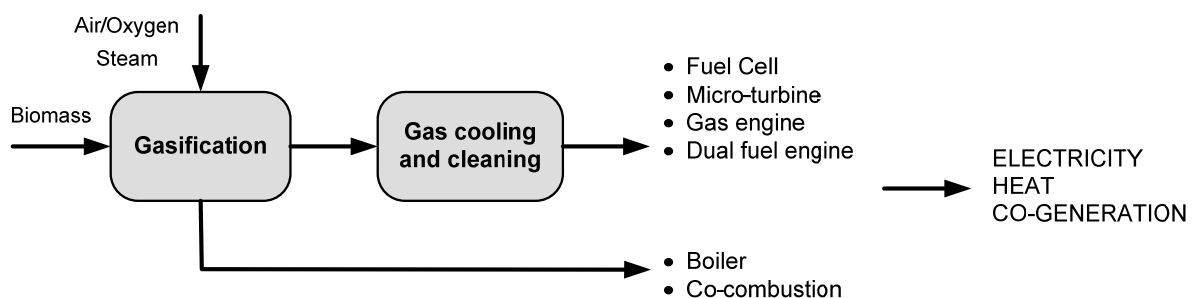 Air/Oxygen
Steam
Biomass
Gasification
Gas cooling
and cleaning
• Fuel Cell
• Micro-turbine
• Gas engine
• Dual fuel engine
• Boiler
• Co-combustion
ELECTRICITY
HEAT
CO-GENERATION